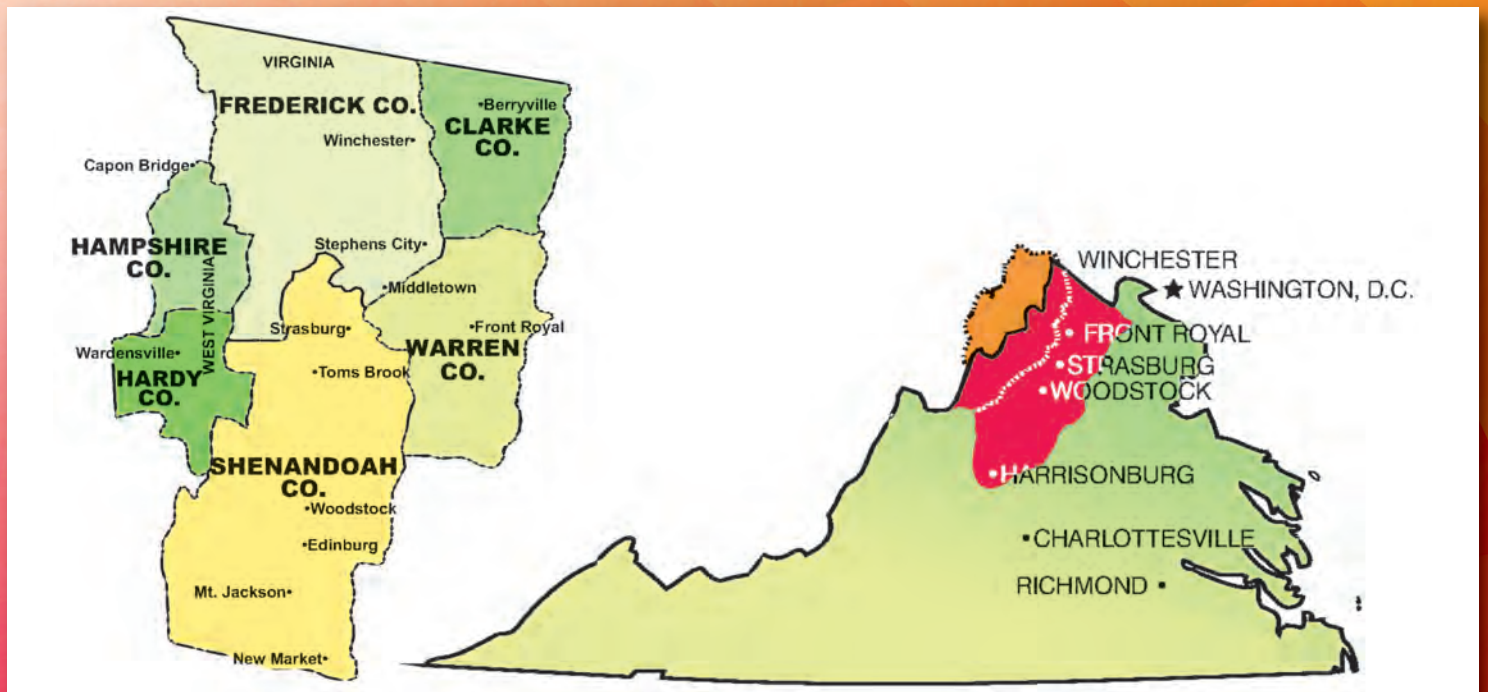 VIRGINIA
FREDERICK CO.
•Berryville
CLARKE
CO.
Winchester•
Capon Bridge•
HAMPSHIRE
CO.
Stephens City•
WEST VIRGINIA
•Middletown
Strasburg•
•Front Royal
WARREN
CO.
Wardensville•
HARDY
CO.
•Toms Brook
SHENANDOAH
CO.
•Woodstock
•Edinburg
Mt. Jackson•
New Market•
WINCHESTER
★ WASHINGTON, D.C.
• FRONT ROYAL
• STRASBURG
• WOODSTOCK
• HARRISONBURG
• CHARLOTTESVILLE
RICHMOND •